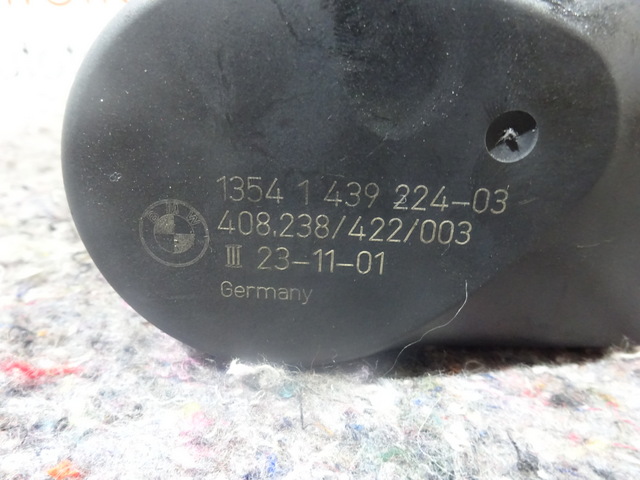 1354 1 439 224-03
408.238/422/003
III 23-11-01
Germany